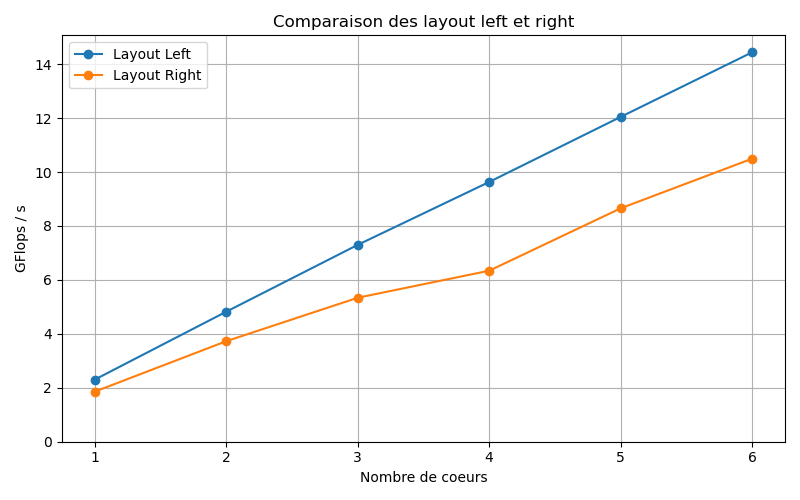 Comparaison des layout left et right
Layout Left
Layout Right
14
12
10
8
6
4
2
0
GFlops / s
1 2 3 4 5 6
Nombre de coeurs